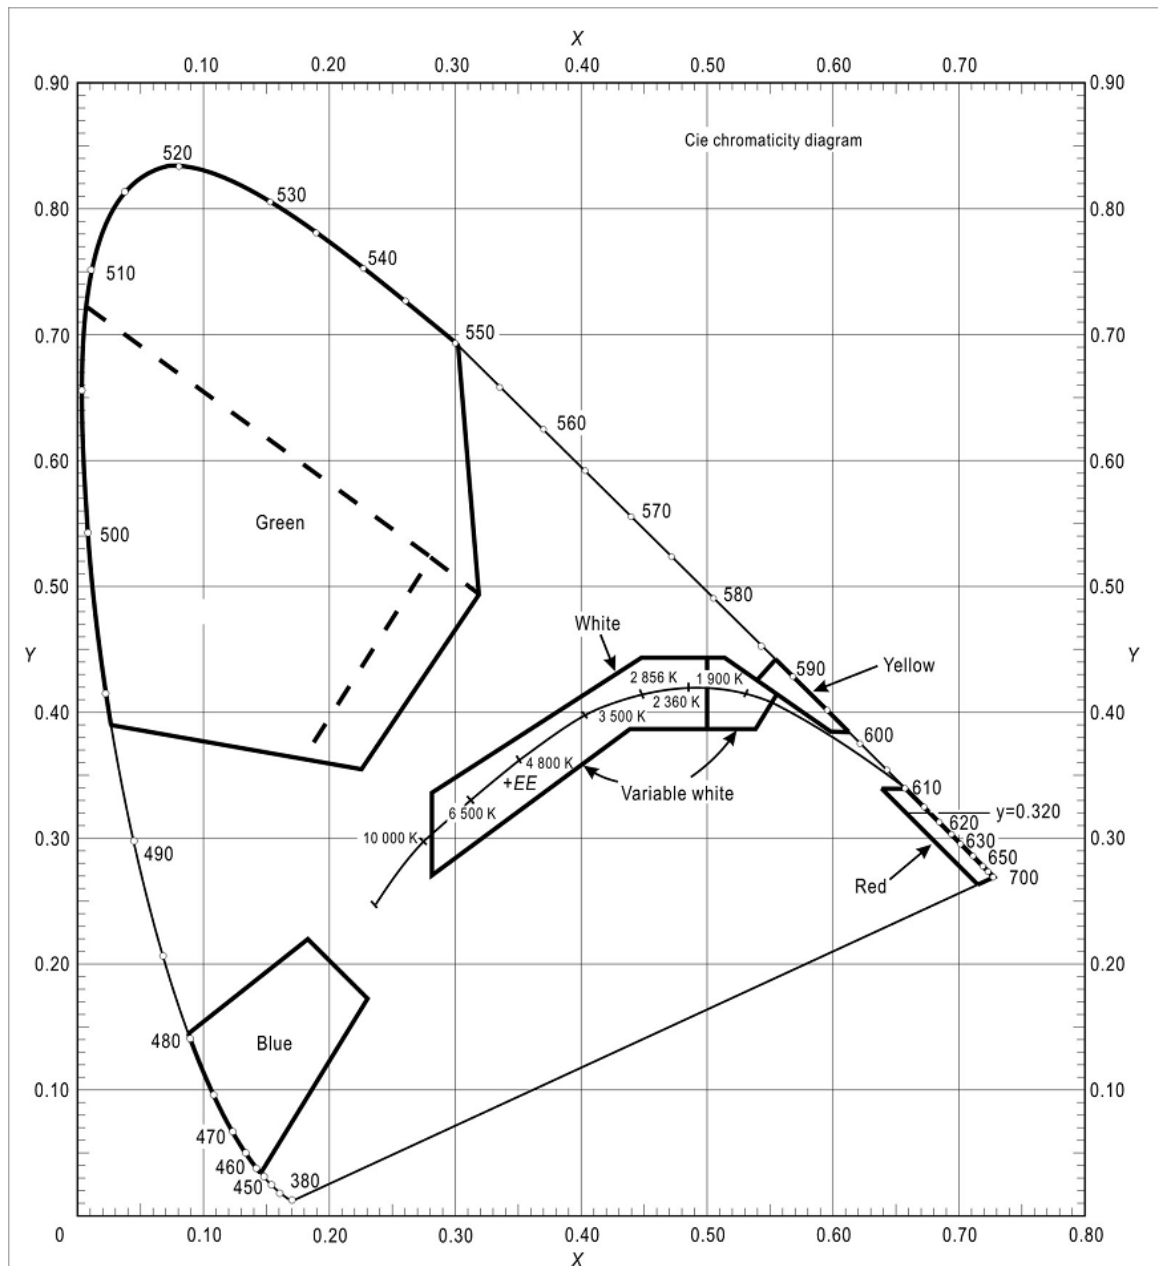 X
0.10 0.20 0.30 0.40 0.50 0.60 0.70
0.90 0.90
Cie chromaticity diagram
520
530
0.80 0.80
540
510
550
0.70 0.70
560
0.60 0.60
570
Green
500
580
0.50 0.50
White
Y Y
590
Yellow
2 856 K 1 900 K
2 360 K
3 500 K
0.40 0.40
600
4 800 K
+EE
Variable white
610
6 500 K
y=0.320
620
10 000 K
0.30 0.30
630
490
650
Red
700
0.20 0.20
480
Blue
0.10 0.10
470
460
450
380
0 0.10 0.20 0.30 0.40 0.50 0.60 0.70 0.80
X